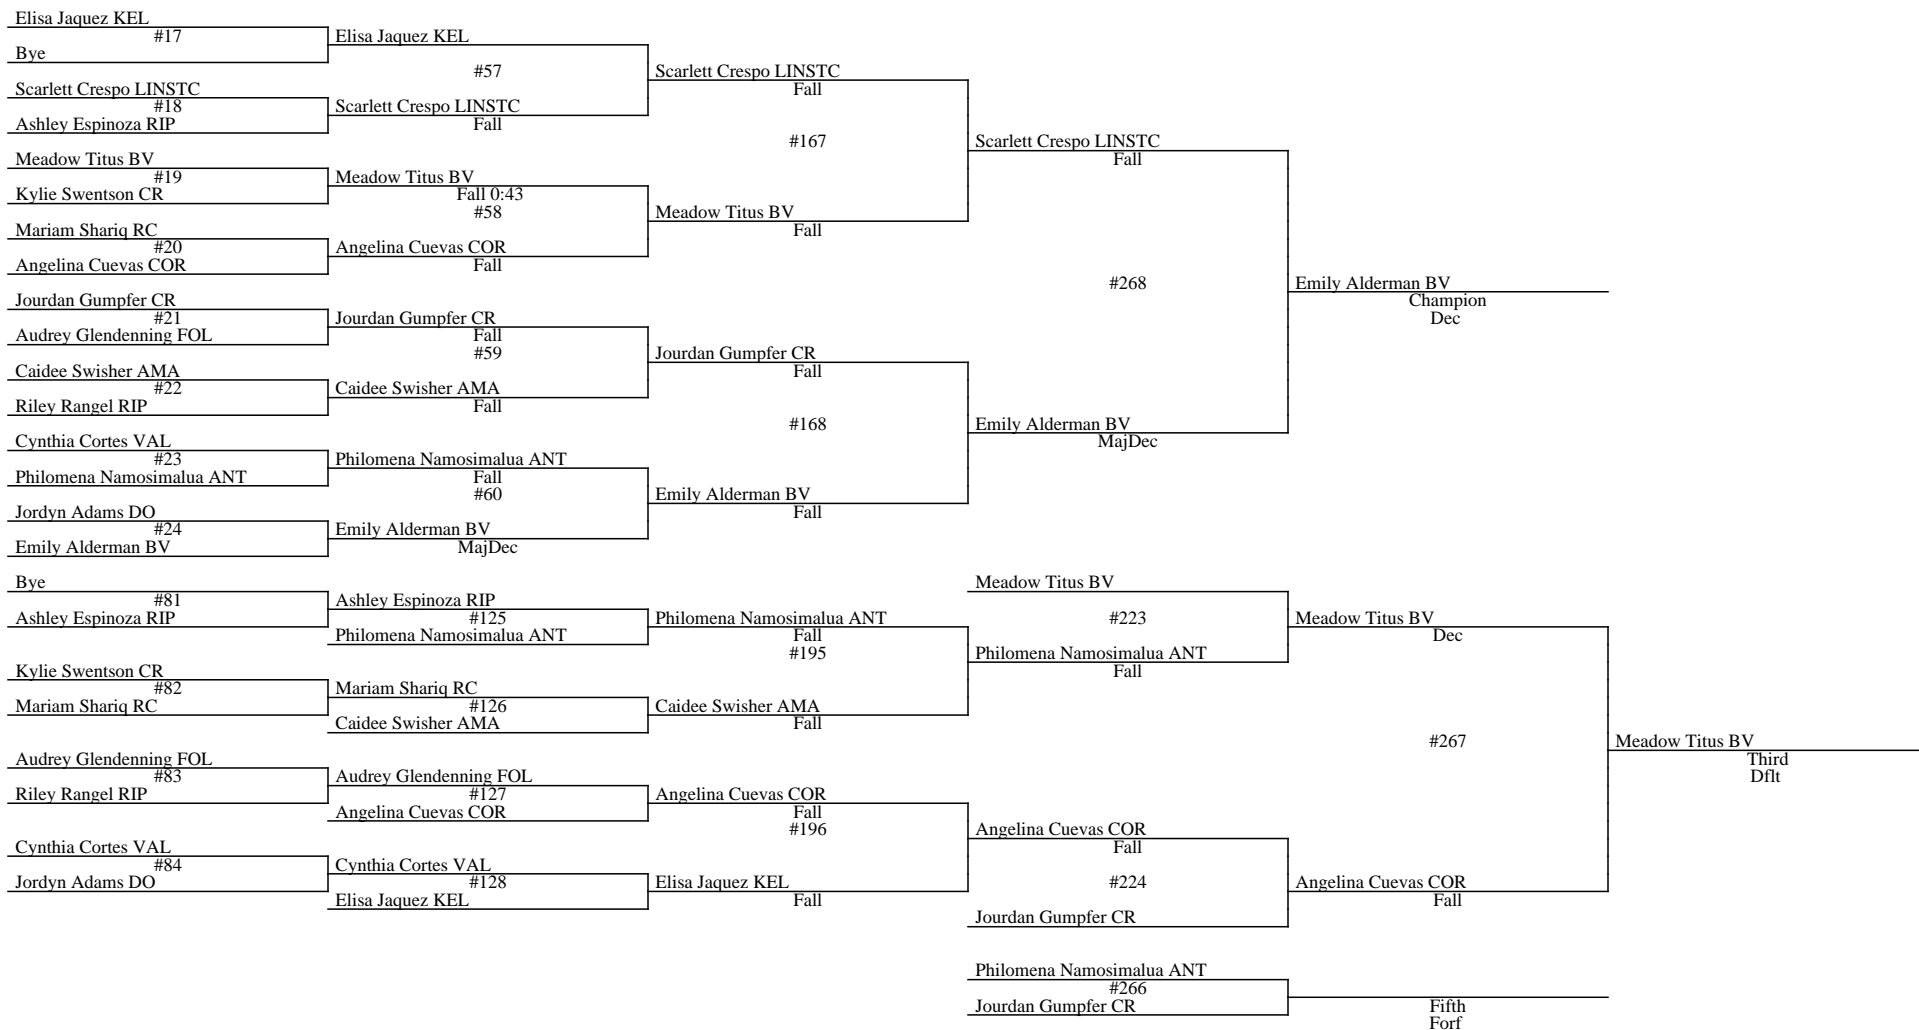 Elisa Jaquez KEL
#17
Bye
Elisa Jaquez KEL
#57
Scarlett Crespo LINSTC
#18
Ashley Espinoza RIP
Scarlett Crespo LINSTC
Fall
Scarlett Crespo LINSTC
Fall
#167
Meadow Titus BV
#19
Kylie Swentson CR
Meadow Titus BV
Fall 0:43
#58
Mariam Shariq RC
#20
Angelina Cuevas COR
Angelina Cuevas COR
Fall
Meadow Titus BV
Fall
Scarlett Crespo LINSTC
Fall
#268
Jourdan Gumpfer CR
#21
Audrey Glendenning FOL
Jourdan Gumpfer CR
Fall
#59
Caidee Swisher AMA
#22
Riley Rangel RIP
Caidee Swisher AMA
Fall
Jourdan Gumpfer CR
Fall
#168
Cynthia Cortes VAL
#23
Philomena Namosimalua ANT
Philomena Namosimalua ANT
Fall
#60
Jordyn Adams DO
#24
Emily Alderman BV
Emily Alderman BV
MajDec
Emily Alderman BV
Fall
Emily Alderman BV
MajDec
Emily Alderman BV
Champion
Dec
Bye
#81
Ashley Espinoza RIP
Ashley Espinoza RIP
#125
Philomena Namosimalua ANT
Philomena Namosimalua ANT
Fall
#195
Kylie Swentson CR
#82
Mariam Shariq RC
Mariam Shariq RC
#126
Caidee Swisher AMA
Caidee Swisher AMA
Fall
Meadow Titus BV
#223
Philomena Namosimalua ANT
Fall
Meadow Titus BV
Dec
#267
Audrey Glendenning FOL
#83
Riley Rangel RIP
Audrey Glendenning FOL
#127
Angelina Cuevas COR
Angelina Cuevas COR
Fall
#196
Cynthia Cortes VAL
#84
Jordyn Adams DO
Cynthia Cortes VAL
#128
Elisa Jaquez KEL
Elisa Jaquez KEL
Fall
Angelina Cuevas COR
Fall
#224
Jourdan Gumpfer CR
Angelina Cuevas COR
Fall
Meadow Titus BV
Third
Dflt
Philomena Namosimalua ANT
#266
Jourdan Gumpfer CR
Fifth
Forf